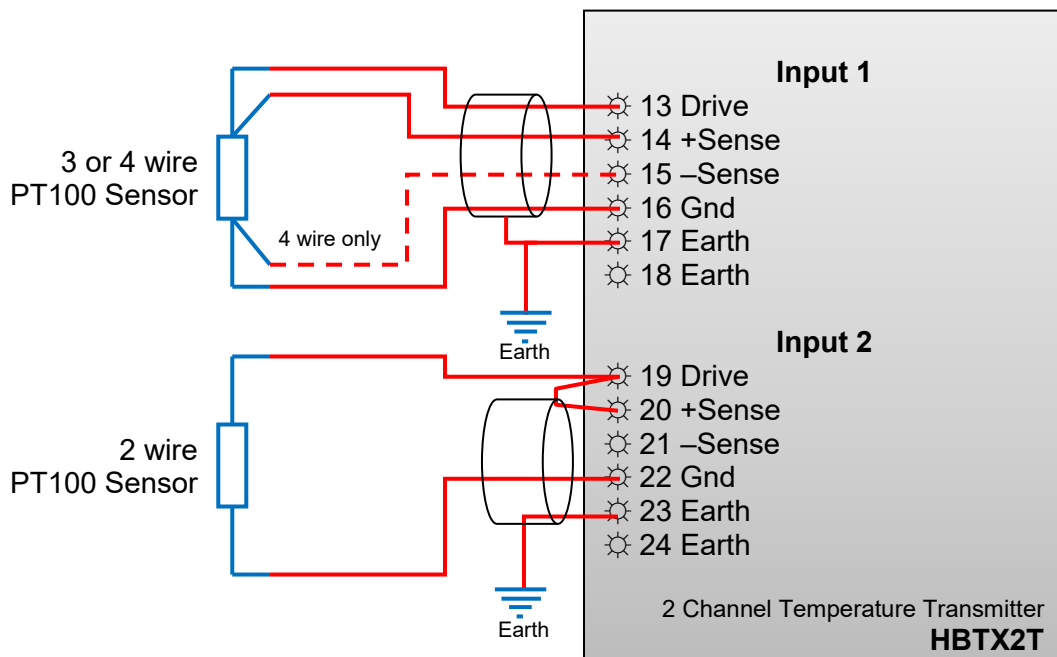 Input 1
13 Drive
14 +Sense
15 –Sense
16 Gnd
17 Earth
18 Earth
3 or 4 wire
PT100 Sensor
4 wire only
Earth
Input 2
19 Drive
20 +Sense
21 –Sense
22 Gnd
23 Earth
24 Earth
2 wire
PT100 Sensor
Earth
2 Channel Temperature Transmitter
HBTX2T